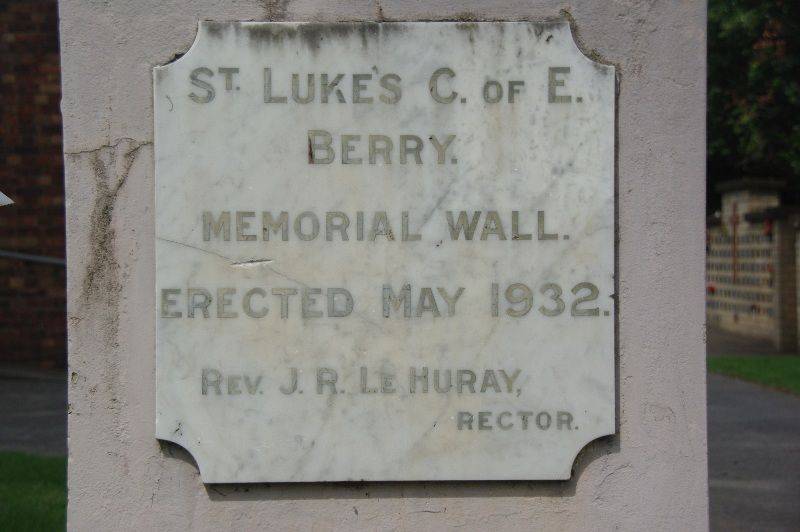 St. Luke's C. of E.
Berry.
Memorial Wall.
Erected May 1932.
Rev. J. R. Le Huray,
Rector.